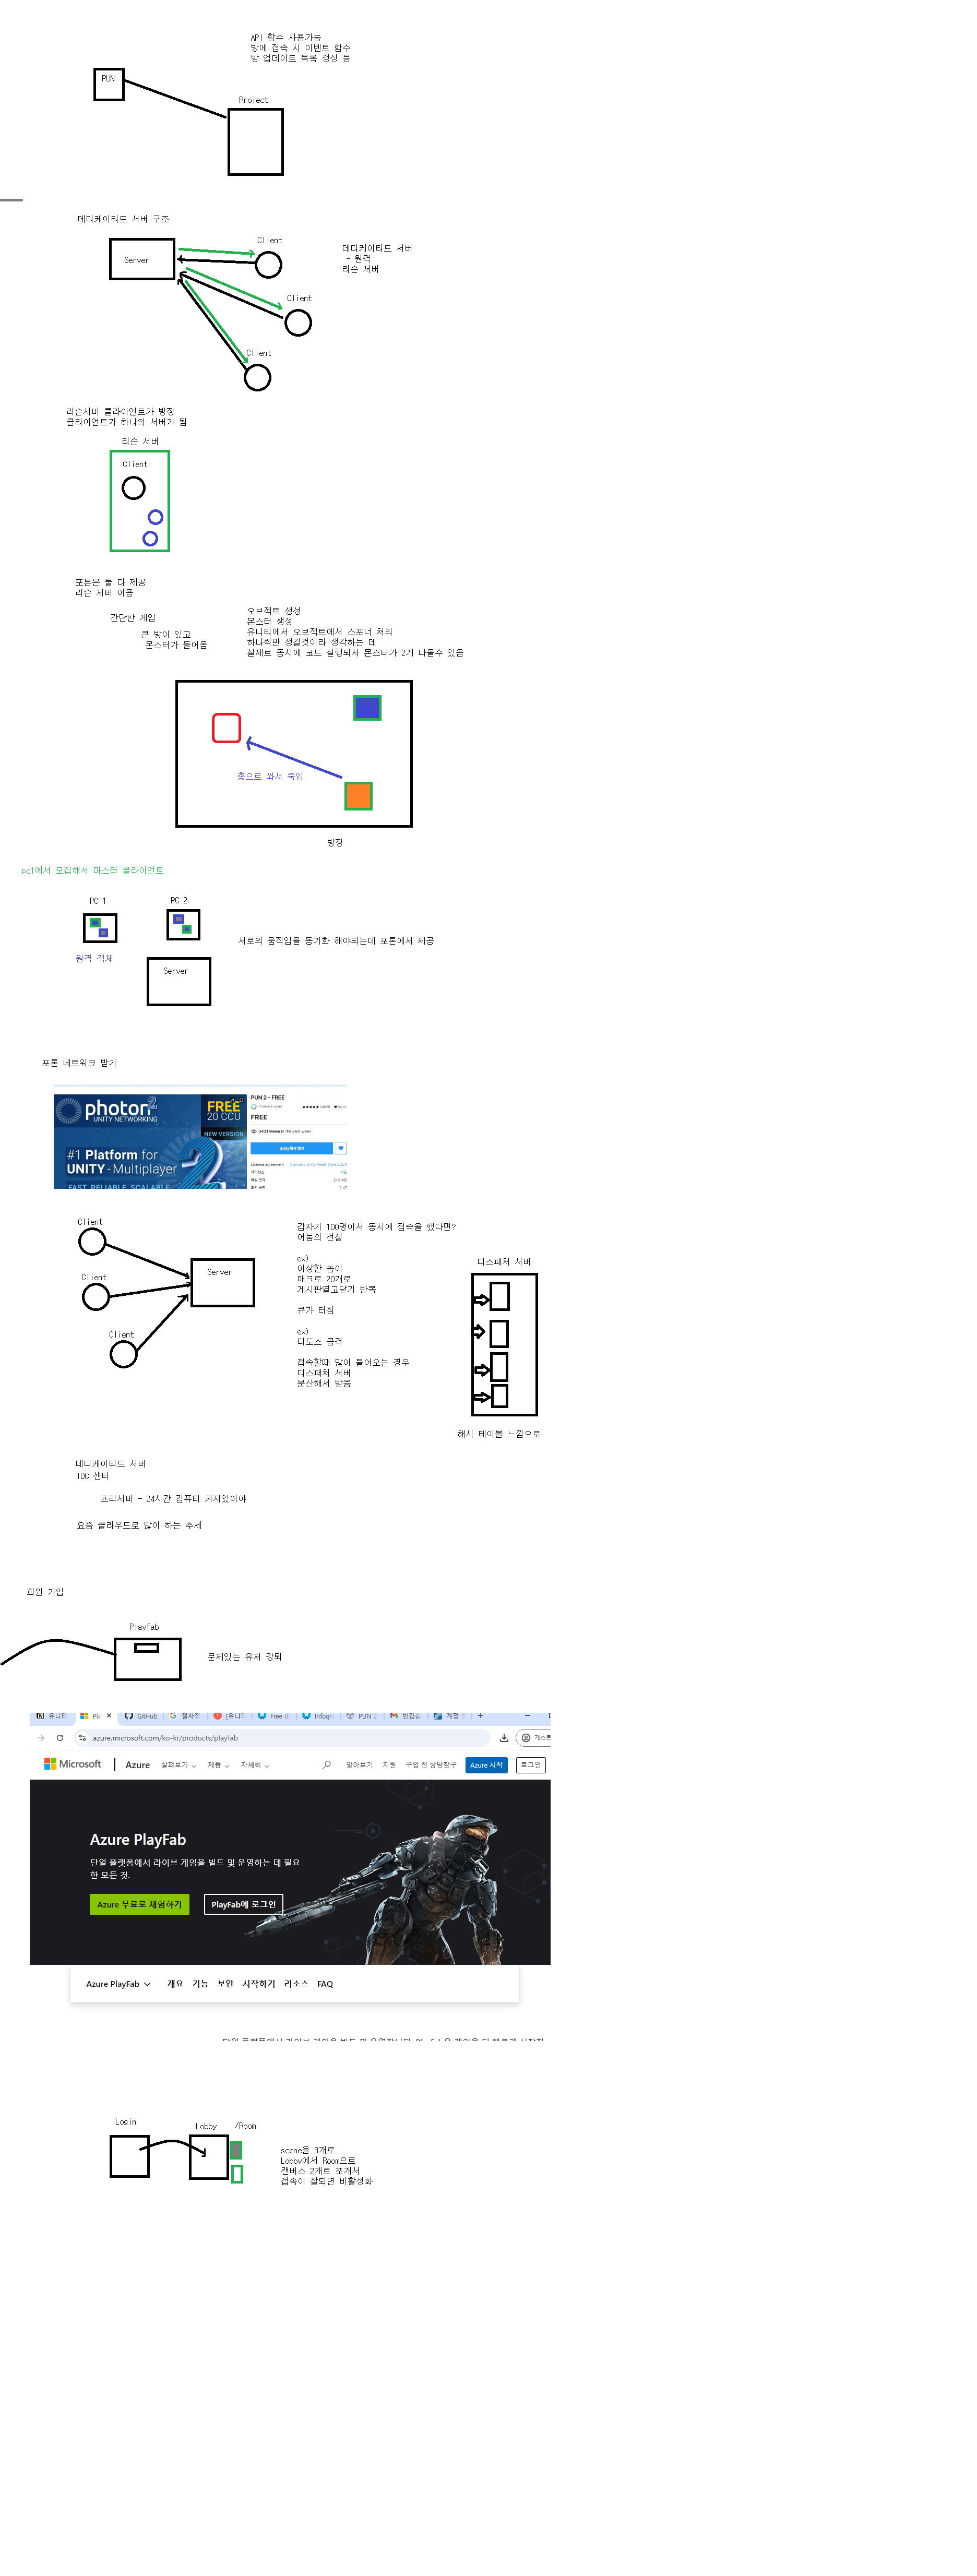 API 함수 사용가능
방에 접속 시 이벤트 함수
방 업데이트 목록 갱싱 등
PUN
Project
데디케이티드 서버 구조
Server
Client
Client
Client
데디케이티드 서버
- 원격
리슨 서버
리슨서버 클라이언트가 방장
클라이언트가 하나의 서버가 됨
리슨 서버
Client
포톤은 둘 다 제공
리슨 서버 이용
간단한 게임
큰 방이 있고
몬스터가 들어옴
오브젝트 생성
몬스터 생성
유니티에서 오브젝트에서 스포너 처리
하나씩만 생길것이라 생각하는 데
실제로 동시에 코드 실행되서 몬스터가 2개 나올수 있음
총으로 쏴서 죽임
방장
pc1에서 모집해서 마스터 클라이언트
PC 1
PC 2
원격 객체
Server
서로의 움직임을 동기화 해야되는데 포톤에서 제공
포톤 네트워크 받기
photon 2
UNITY NETWORKING
FREE
20 CCU
NEW VERSION
#1 Platform for
UNITY - Multiplayer
FAST, RELIABLE, SCALABLE
PUN 2 - FREE
FREE
3431 views in the past week
Unity에서 열기
License agreement
Client
Client
Client
Server
갑자기 100명이서 동시에 접속을 했다면?
어둠의 전설
ex)
이상한 놈이
매크로 20개로
게시판열고닫기 반복
큐가 터짐
ex)
디도스 공격
접속할때 많이 들어오는 경우
디스패처 서버
분산해서 받음
디스패처 서버
해시 테이블 느낌으로
데디케이티드 서버
IDC 센터
프리서버 - 24시간 컴퓨터 켜져있어야
요즘 클라우드로 많이 하는 추세
회원 가입
Playfab
문제있는 유저 강퇴
GitHub
PUN 2
azure.microsoft.com/ko-kr/products/playfab
게스트
Microsoft
Azure
살펴보기
제품
자세히
알아보기
지원
구입 전 상담창구
Azure 시작
로그인
Azure PlayFab
단일 플랫폼에서 라이브 게임을 빌드 및 운영하는 데 필요
한 모든 것.
Azure 무료로 체험하기
PlayFab에 로그인
Azure PlayFab
개요 기능 보안 시작하기 리소스 FAQ
Login
Lobby
/Room
scene을 3개로
Lobby에서 Room으로
캔버스 2개로 포개서
접속이 잘되면 비활성화